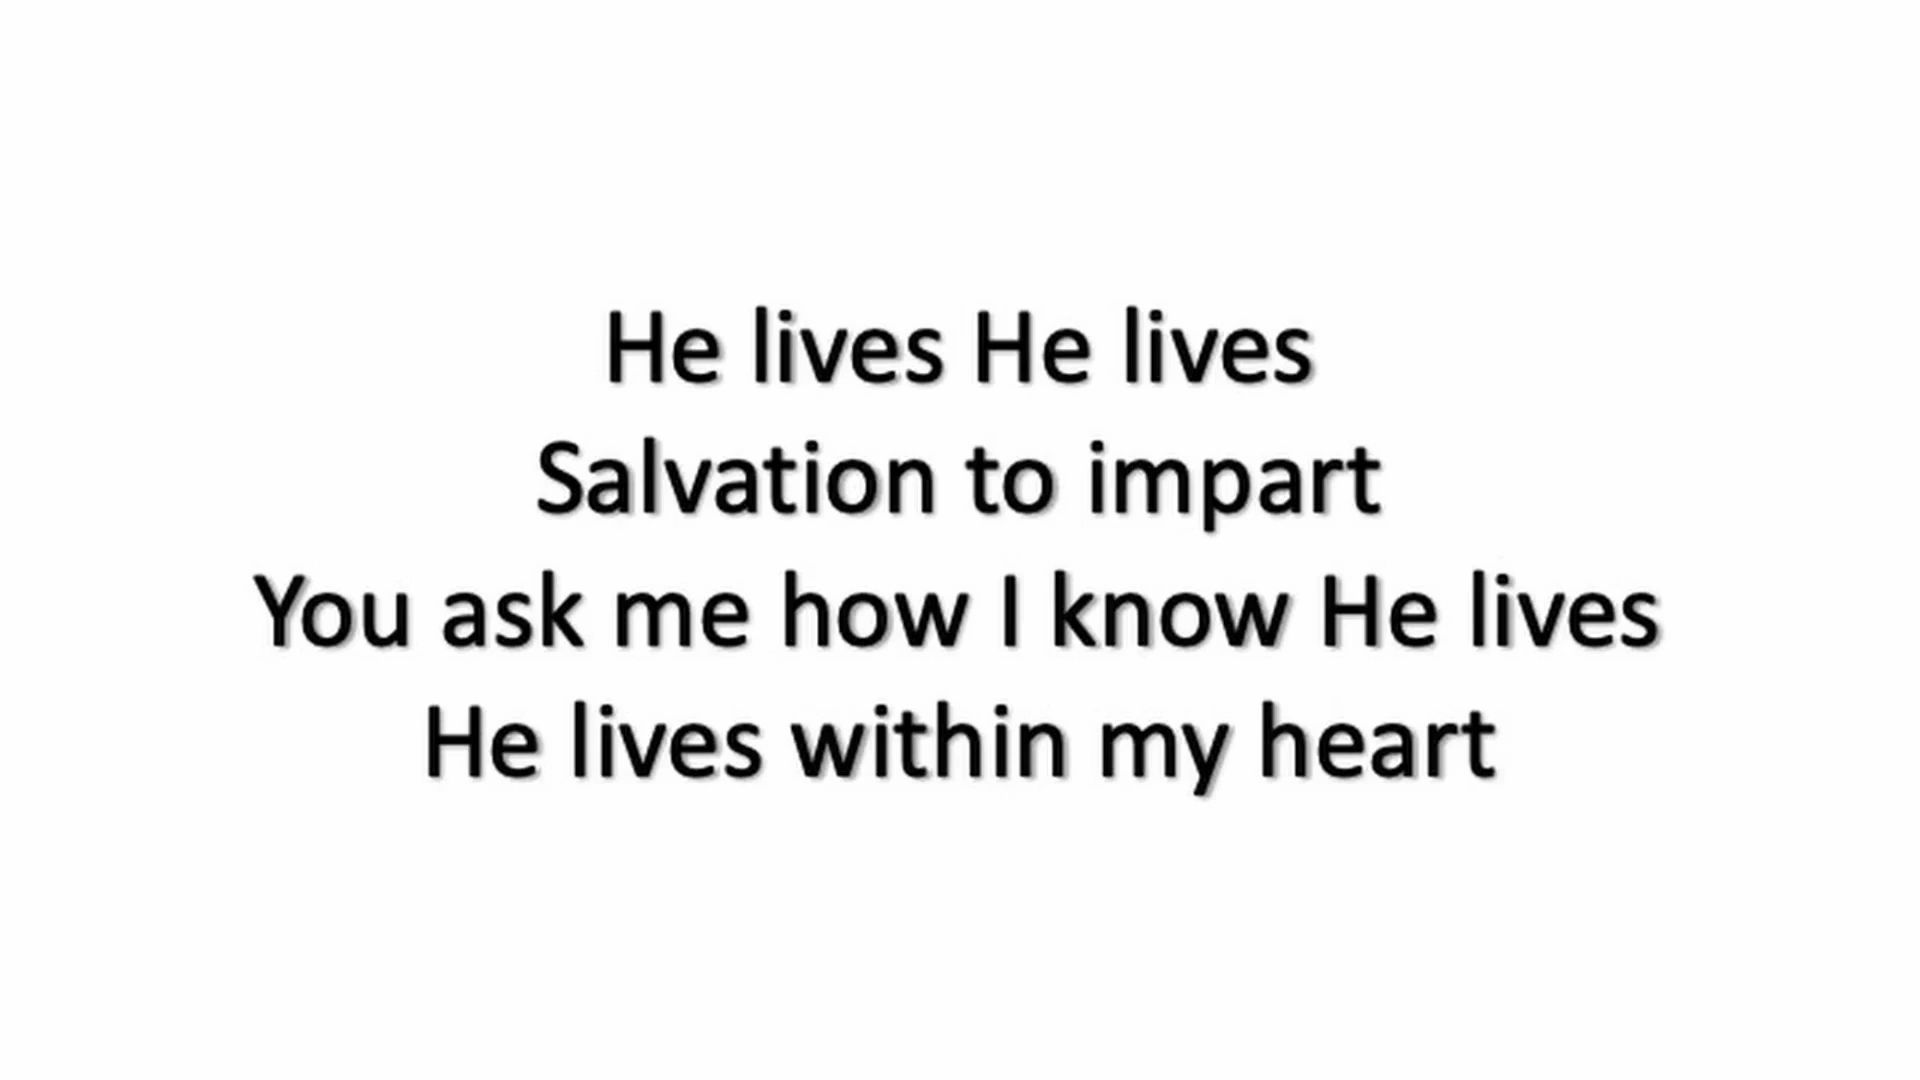 He lives He lives
Salvation to impart
You ask me how I know He lives
He lives within my heart